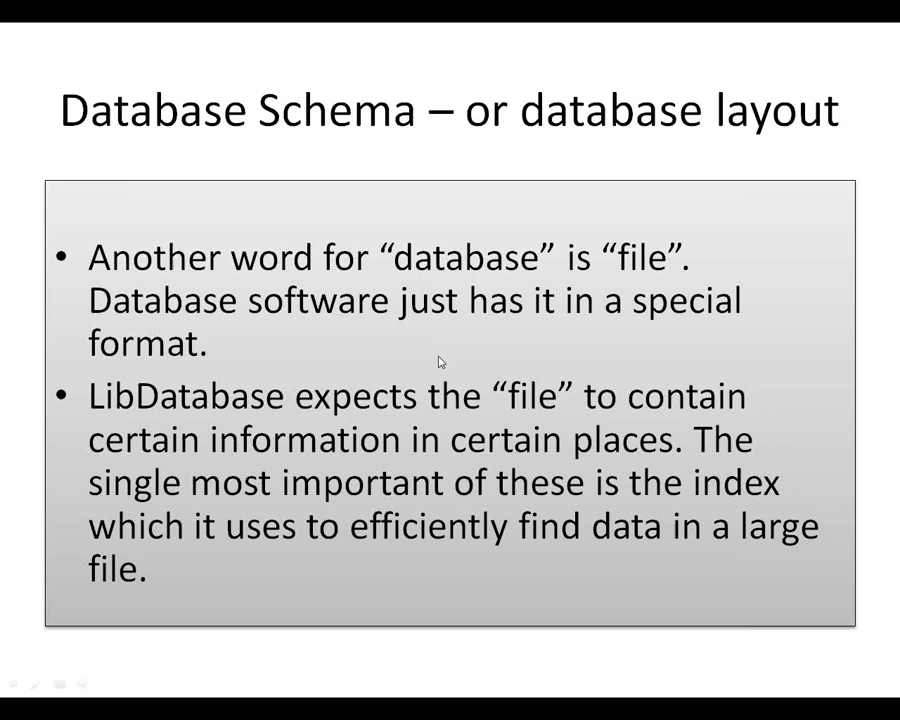 Database Schema – or database layout
• Another word for “database” is “file”.
Database software just has it in a special
format.
• LibDatabase expects the “file” to contain
certain information in certain places. The
single most important of these is the index
which it uses to efficiently find data in a large
file.